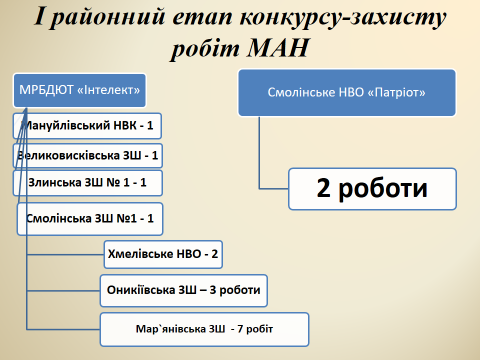 I районний етап конкурсу-захисту
робіт МАН
МРБДЮТ «Інтелект»
Мануйлівський НВК - 1
Великовисківська ЗШ - 1
Злинська ЗШ № 1 - 1
Смолінська ЗШ №1 - 1
Хмелівське НВО - 2
Оникіївська ЗШ – 3 роботи
Мар`янівська ЗШ - 7 робіт
Смолінське НВО «Патріот»
2 роботи